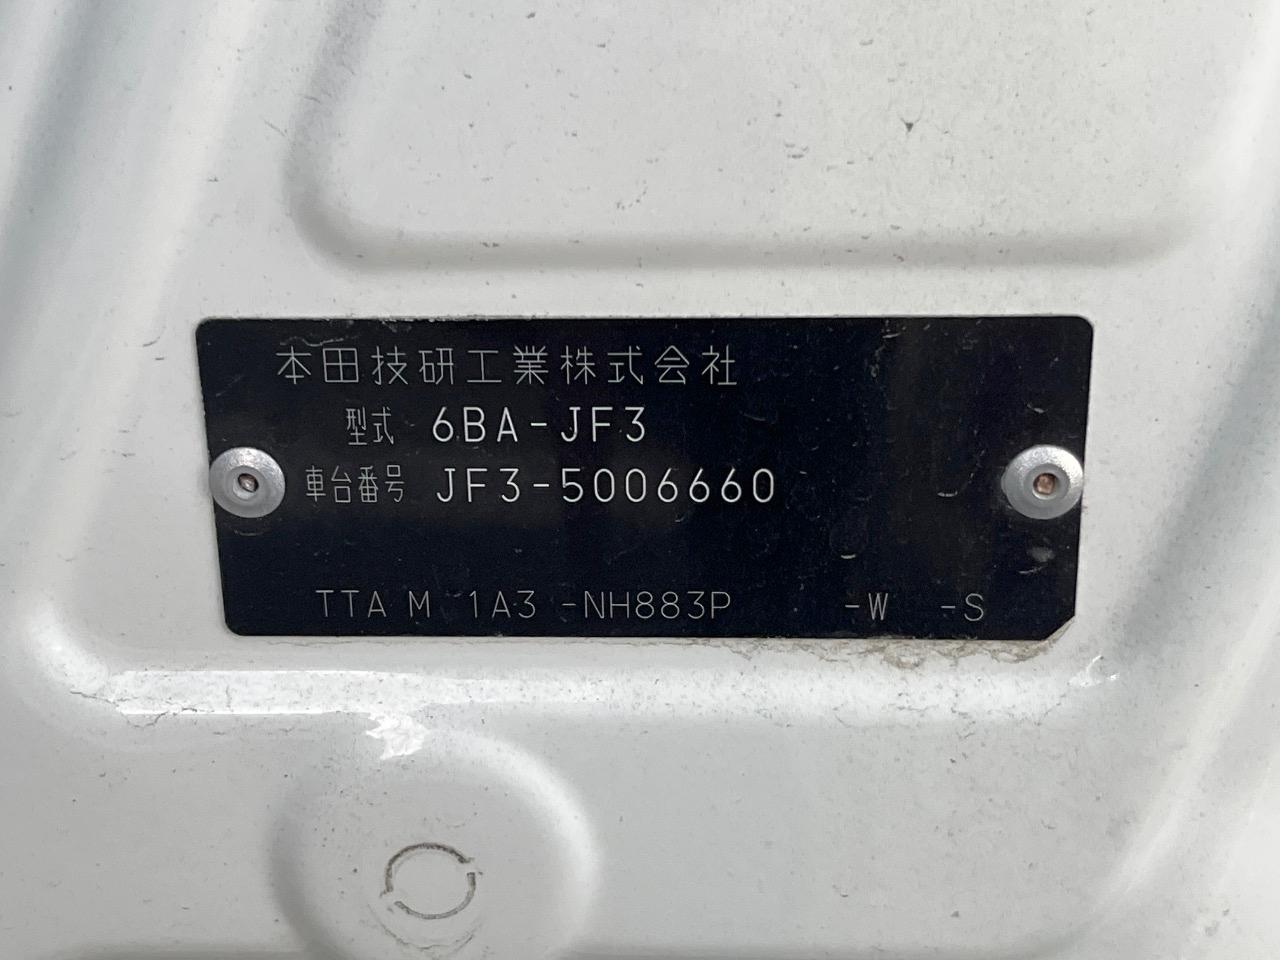 本田技研工業株式会社
型式 6BA-JF3
車台番号 JF3-5006660
TTA M 1A3 -NH883P -W -S